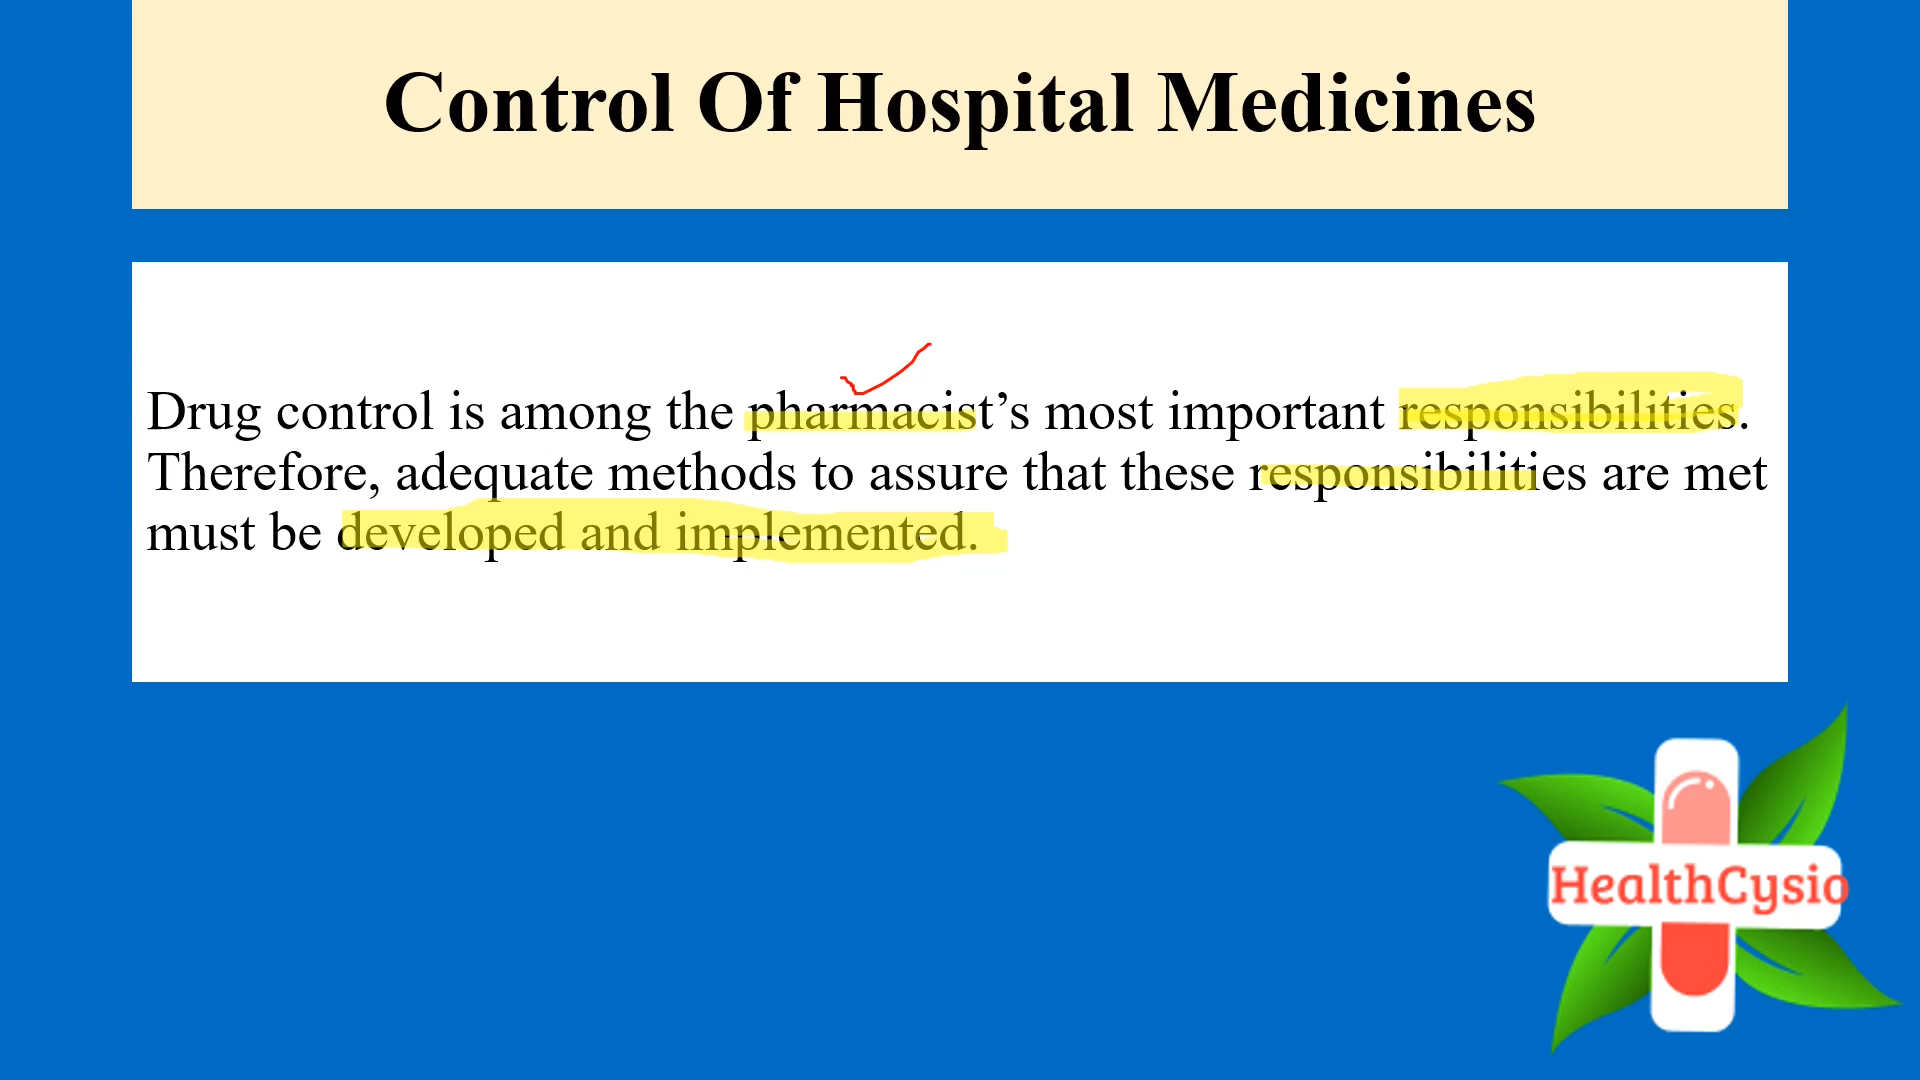 Control Of Hospital Medicines
Drug control is among the pharmacist’s most important responsibilities.
Therefore, adequate methods to assure that these responsibilities are met
must be developed and implemented.
HealthCysio